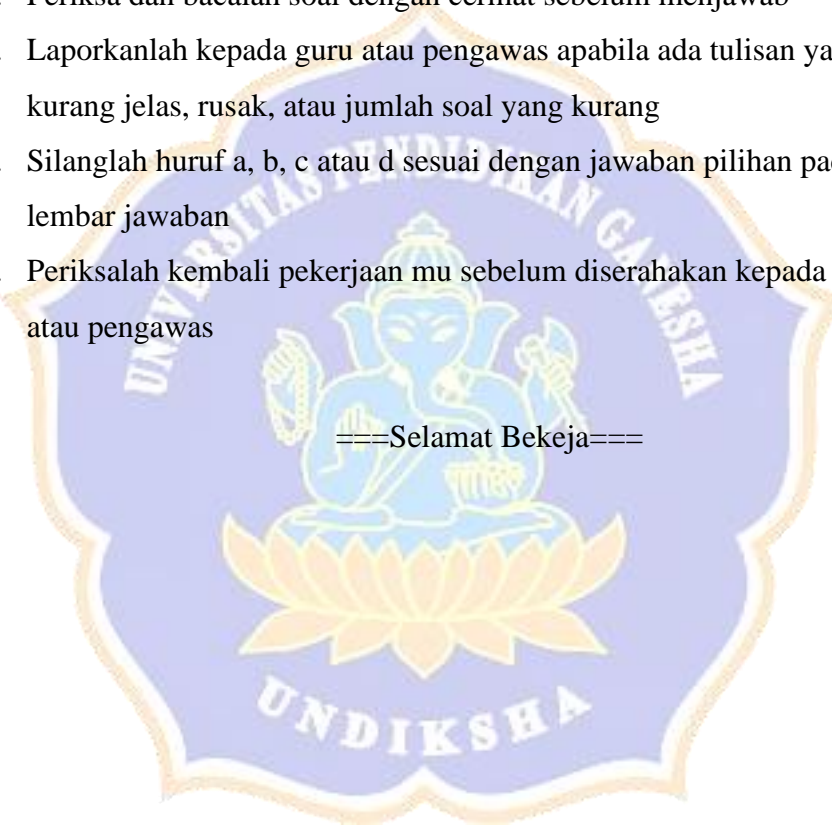 . Periksa dan bacalah soal dengan cermat sebelum menjawab
. Laporkanlah kepada guru atau pengawas apabila ada tulisan
kurang jelas, rusak, atau jumlah soal yang kurang
. Silanglah huruf a, b, c atau d sesuai dengan jawaban pilihan
lembar jawaban
. Periksalah kembali pekerjaan mu sebelum diserahakan kepada
atau pengawas
===Selamat Bekeja===
UNIVERSITAS PENDIDIKAN GANESHA
UNDIKSHA